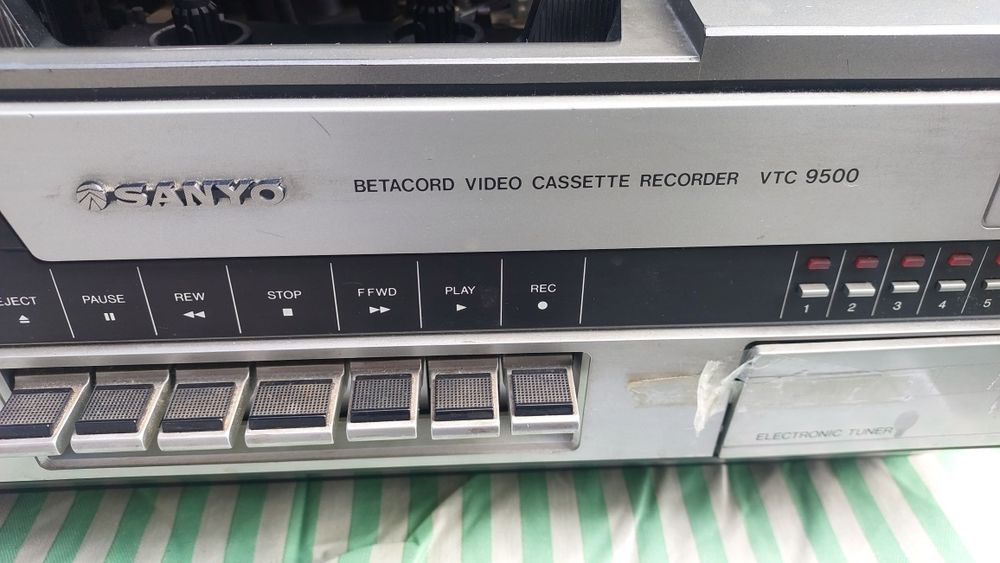 SANYO
BETACORD VIDEO CASSETTE RECORDER VTC 9500
EJECT PAUSE REW STOP FFWD PLAY REC
1 2 3 4 5
ELECTRONIC TUNER